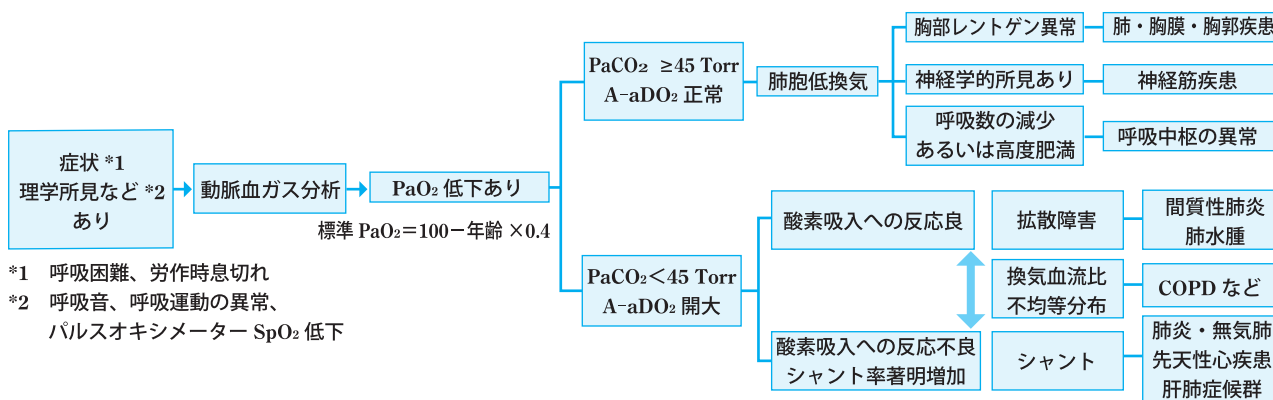 症状 *1
理学所見など *2
あり
動脈血ガス分析
PaO₂ 低下あり
標準 PaO₂＝100－年齢 ×0.4
*1 呼吸困難、労作時息切れ
*2 呼吸音、呼吸運動の異常、
パルスオキシメーター SpO₂ 低下
PaCO₂ ≥45 Torr
A-aDO₂ 正常
肺胞低換気
胸部レントゲン異常
肺・胸膜・胸郭疾患
神経学的所見あり
神経筋疾患
呼吸数の減少
あるいは高度肥満
呼吸中枢の異常
PaCO₂＜45 Torr
A-aDO₂ 開大
酸素吸入への反応良
拡散障害
間質性肺炎
肺水腫
換気血流比
不均等分布
COPD など
酸素吸入への反応不良
シャント率著明増加
シャント
肺炎・無気肺
先天性心疾患
肝肺症候群